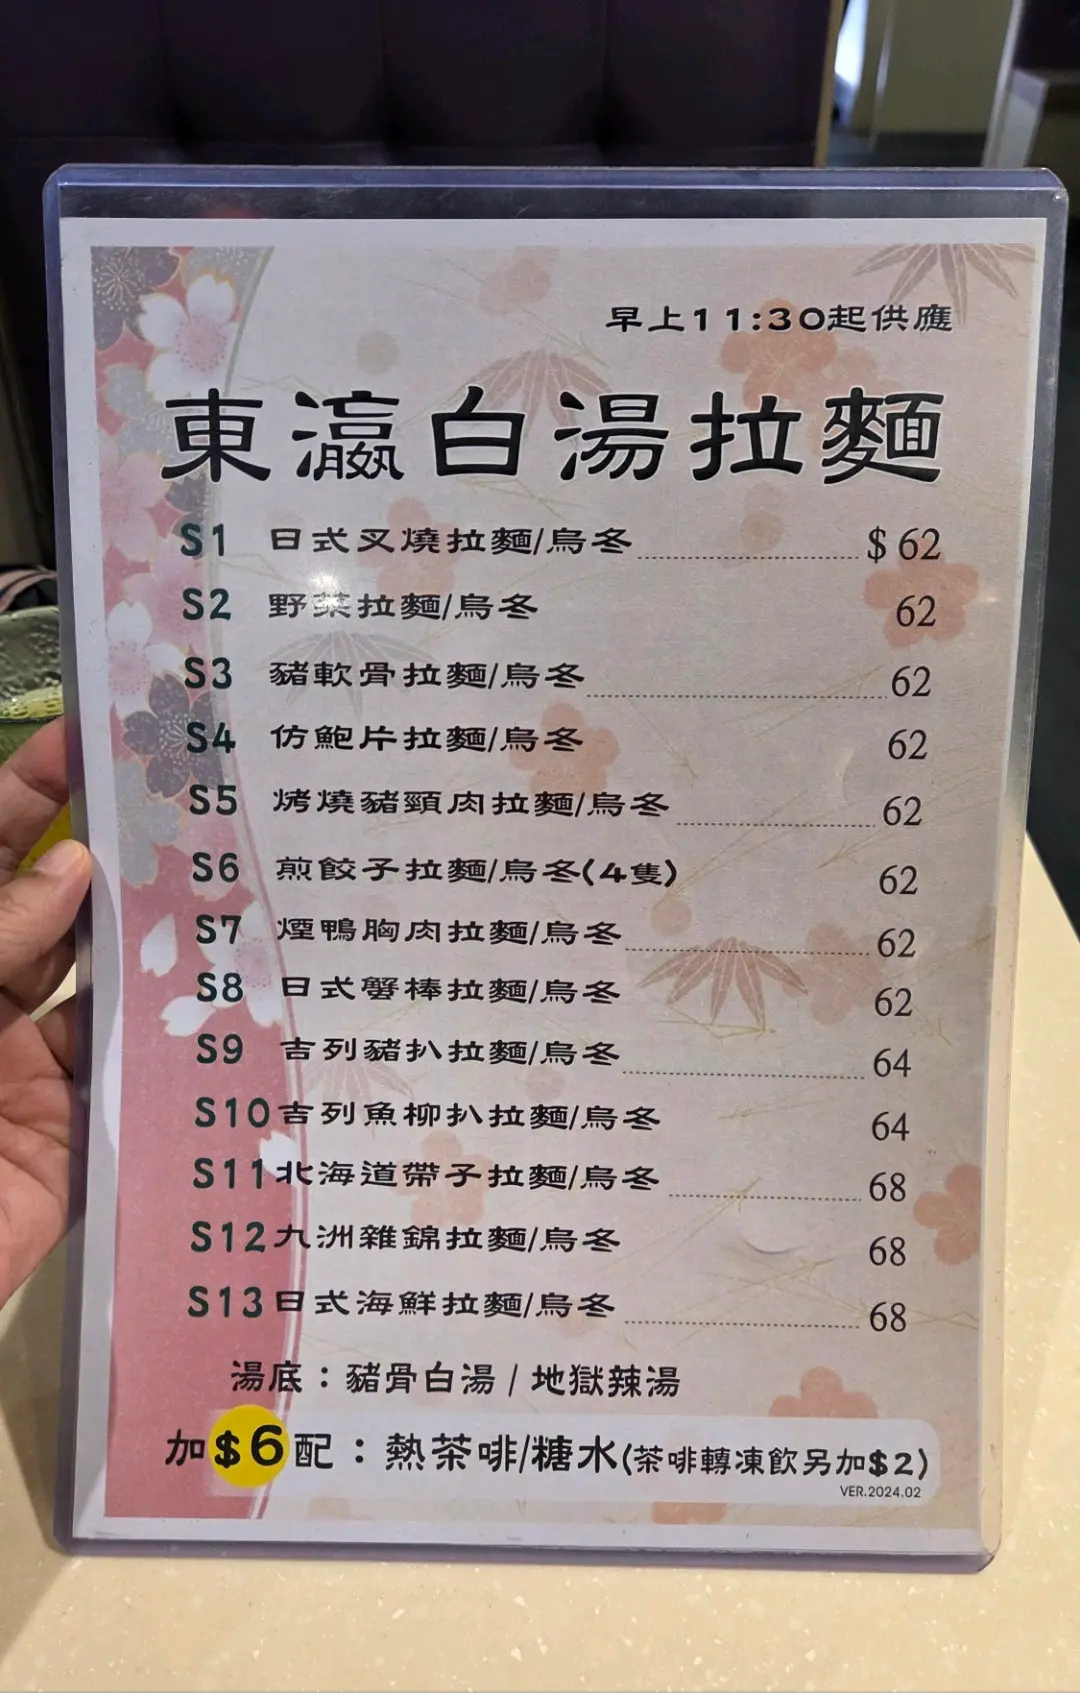 早上11:30起供應
東瀛白湯拉麵
S1 日式叉燒拉麵/烏冬 $ 62
S2 野菜拉麵/烏冬 62
S3 豬軟骨拉麵/烏冬 62
S4 仿鮑片拉麵/烏冬 62
S5 烤燒豬頸肉拉麵/烏冬 62
S6 煎餃子拉麵/烏冬(4隻) 62
S7 煙鴨胸肉拉麵/烏冬 62
S8 日式蟹棒拉麵/烏冬 62
S9 吉列豬扒拉麵/烏冬 64
S10 吉列魚柳扒拉麵/烏冬 64
S11 北海道帶子拉麵/烏冬 68
S12 九洲雜錦拉麵/烏冬 68
S13 日式海鮮拉麵/烏冬 68
湯底：豬骨白湯 / 地獄辣湯
加$6配：熱茶啡/糖水(茶啡轉凍飲另加$2)
VER.2024.02